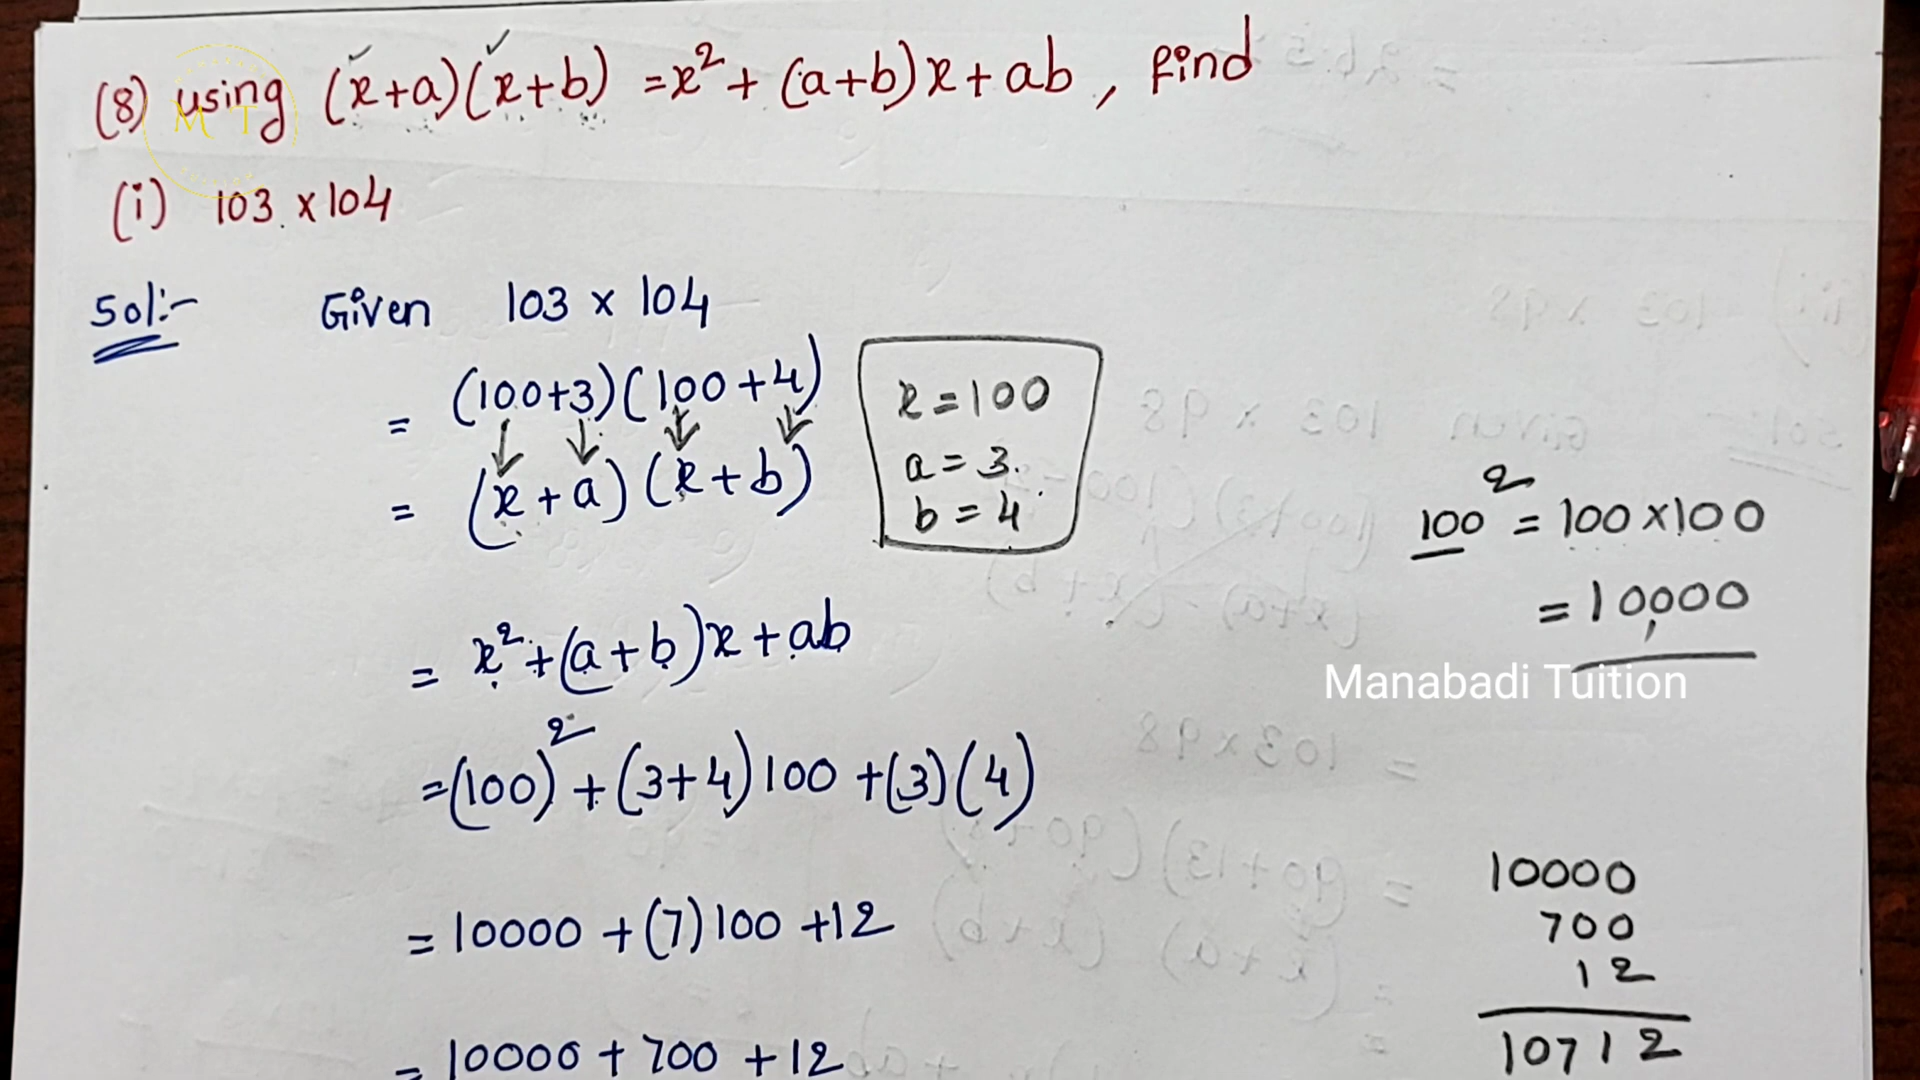 (8) using (x+a)(x+b) = x² + (a+b)x + ab, find
M T
(i) 103 x 104
Sol:- Given 103 x 104
= (100+3)(100+4)
= (x+a)(x+b)
x = 100
a = 3.
b = 4
= x² + (a+b)x + ab
= (100)² + (3+4)100 + (3)(4)
= 10000 + (7)100 + 12
= 10000 + 700 + 12
100² = 100 x 100
= 10,000
Manabadi Tuition
10000
700
12
10712